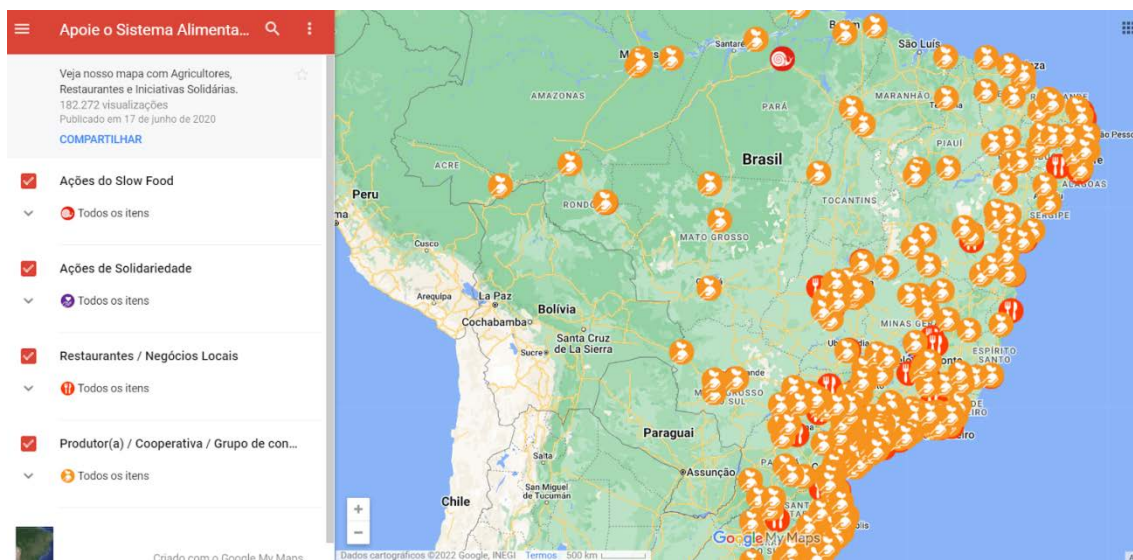 Apoie o Sistema Alimenta...
Veja nosso mapa com Agricultores,
Restaurantes e Iniciativas Solidárias.
182.272 visualizações
Publicado em 17 de junho de 2020
COMPARTILHAR
Ações do Slow Food
Todos os itens
Ações de Solidariedade
Todos os itens
Restaurantes / Negócios Locais
Todos os itens
Produtor(a) / Cooperativa / Grupo de con...
Todos os itens
Criado com o Google My Maps
Santaré
São Luís
AMAZONAS
PARÁ
MARANHÃO
ACRE
Brasil
PIAUÍ
ão Pesso
Peru
TOCANTINS
ALAGOAS
SERGIPE
MATO GROSSO
Cusco
Arequipa
La Paz
Bolívia
Cochabamba
Santa Cruz
de La Sierra
Sucre
MINAS GERA
ESPÍRITO
SANTO
Paraguai
Salta
Assunção
San Miguel
de Tucumán
Chile
Google My Maps
Dados cartográficos ©2022 Google, INEGI
Termos
500 km